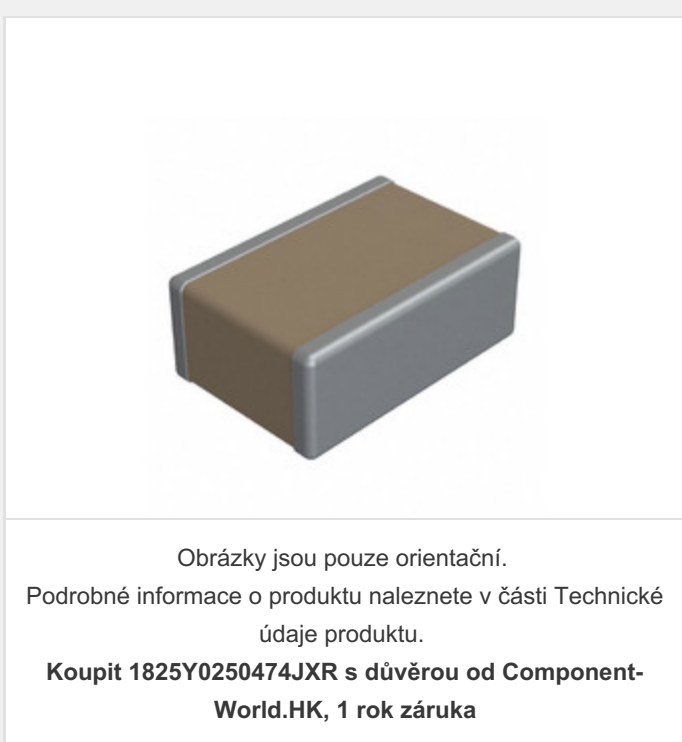 Obrázky jsou pouze orientační.
Podrobné informace o produktu naleznete v části Technické
údaje produktu.
Koupit 1825Y0250474JXR s důvěrou od Component-
World.HK, 1 rok záruka